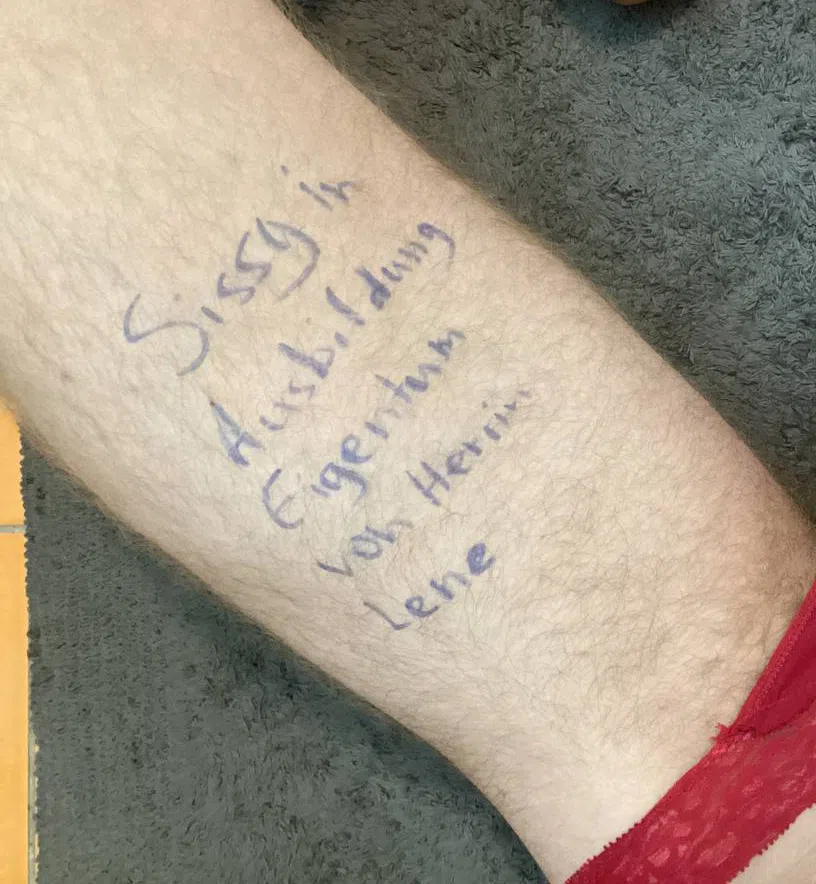 Sissy in
Ausbildung
Eigentum
von Herrin
Lene